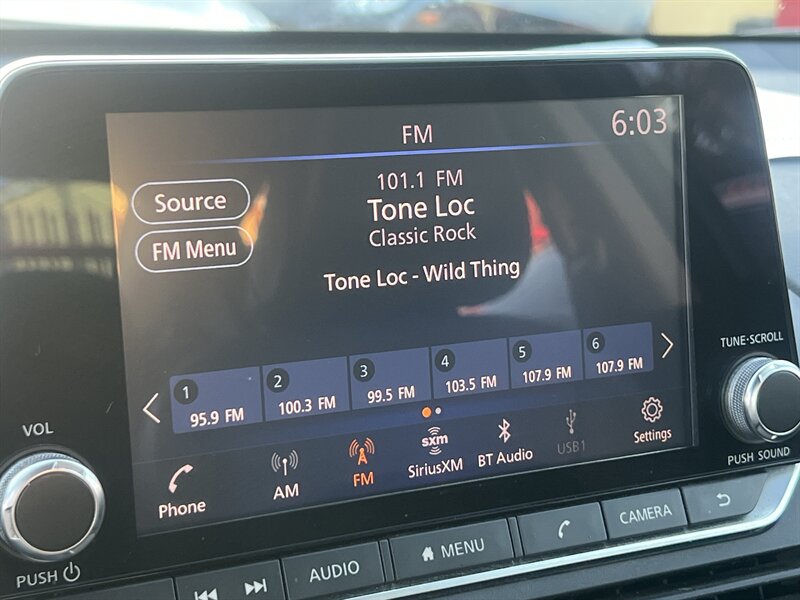 FM
6:03
101.1 FM
Tone Loc
Classic Rock
Tone Loc - Wild Thing
Source
FM Menu
1
95.9 FM
2
100.3 FM
3
99.5 FM
4
103.5 FM
5
107.9 FM
6
107.9 FM
Phone
AM
FM
sxm
SiriusXM
BT Audio
USB1
Settings
VOL
PUSH
TUNE·SCROLL
PUSH SOUND
AUDIO
MENU
CAMERA